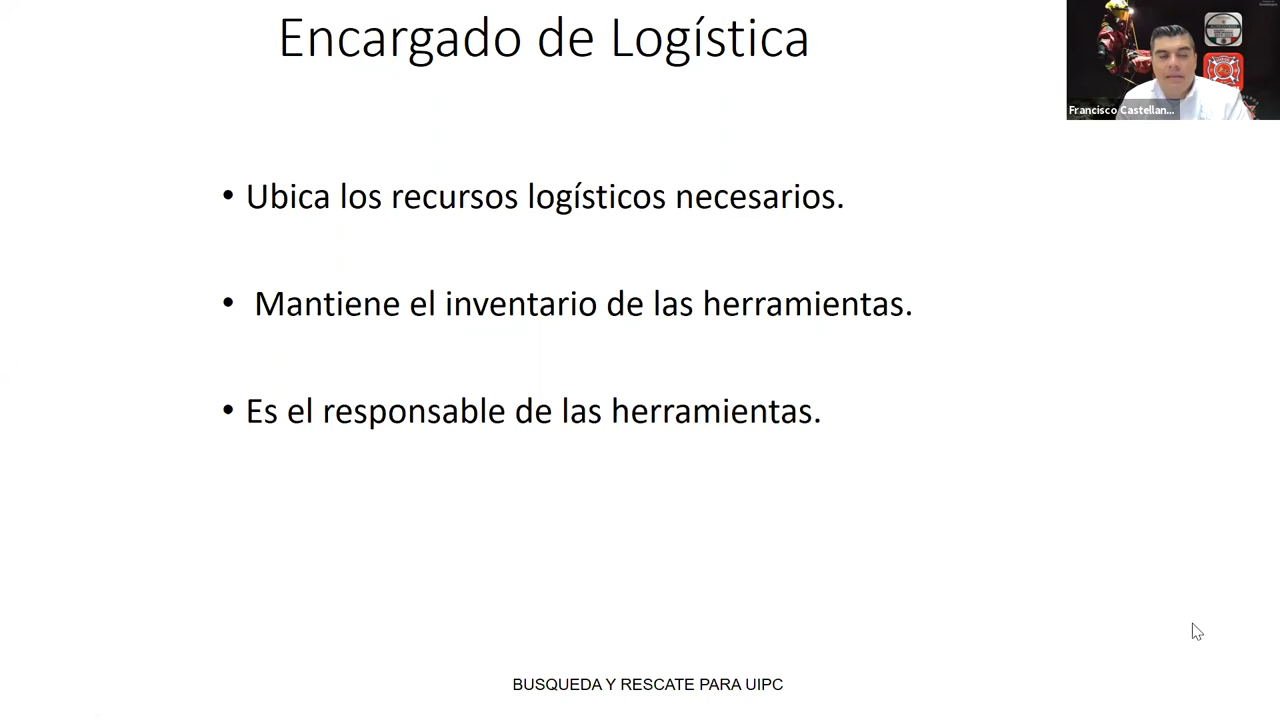 Encargado de Logística
Francisco Castellan...
• Ubica los recursos logísticos necesarios.
• Mantiene el inventario de las herramientas.
• Es el responsable de las herramientas.
BUSQUEDA Y RESCATE PARA UIPC